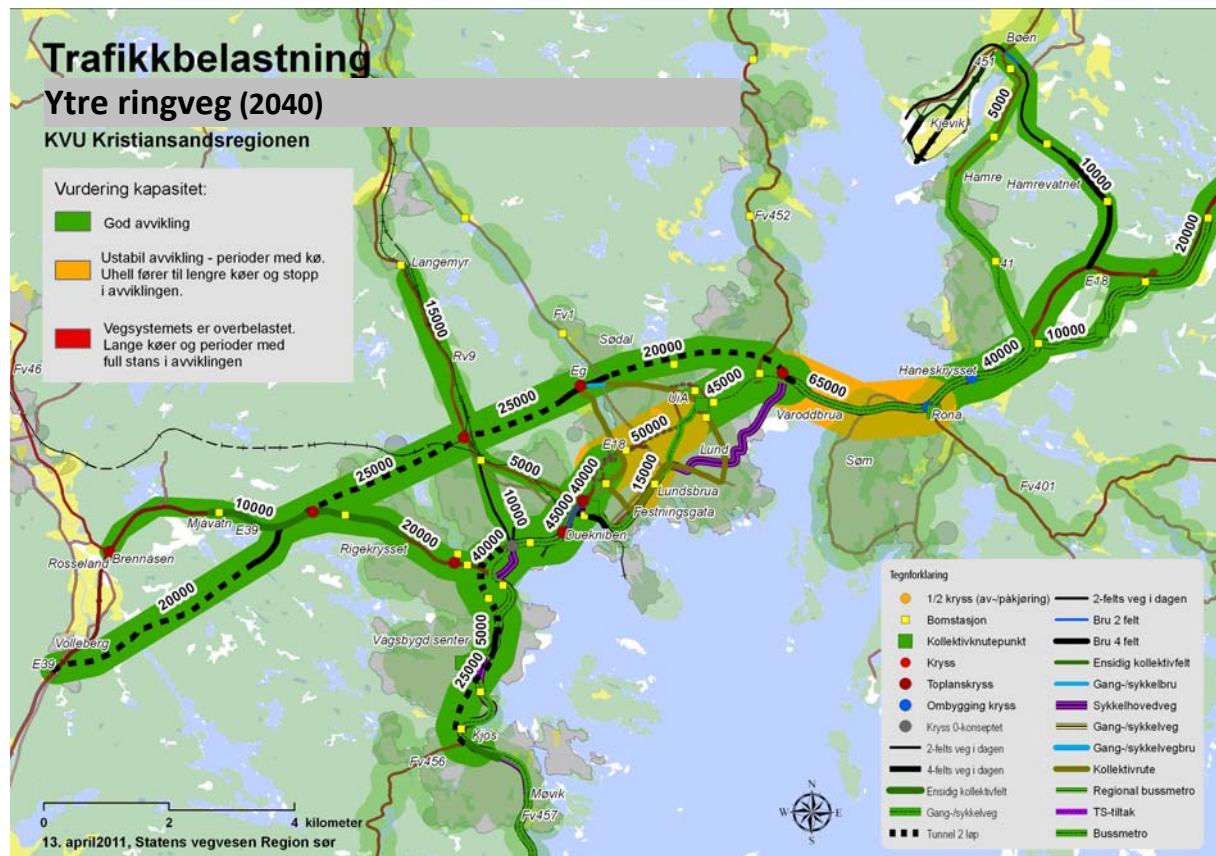 Trafikkbelastning
Ytre ringveg (2040)
KVU Kristiansandsregionen
Vurdering kapasitet:
God avvikling
Ustabil avvikling - perioder med kø.
Uhell fører til lengre køer og stopp
i avviklingen.
Vegsystemets er overbelastet.
Lange køer og perioder med
full stans i avviklingen
Bøen
451
5000
Kjevik
Hamre
Hamrevatnet
10000
Fv452
20000
41
E18
10000
Langemyr
15000
Fv1
Sødal
Rv9
Fv46
20000
Eg
40000
Håneskrysset
25000
UiA
45000
65000
Varoddbrua
Rona
50000
E18
Lund
25000
5000
40000
15000
Søm
Lundsbrua
Fv401
10000
Mjåvatn
E39
10000
45000
Festningsgata
20000
Duekniben
Rigekrysset
40000
Rosseland
Brennåsen
20000
Volleberg
E39
Vågsbygd senter
5000
25000
Kjos
Fv456
Møvik
Fv457
N
W
E
S
0
2
4
kilometer
13. april2011, Statens vegvesen Region sør
Tegnforklaring
1/2 kryss (av-/påkjøring)
Bomstasjon
Kollektivknutepunkt
Kryss
Toplanskryss
Ombygging kryss
Kryss 0-konseptet
2-felts veg i dagen
4-felts veg i dagen
Ensidig kollektivfelt
Gang-/sykkelveg
Tunnel 2 løp
2-felts veg i dagen
Bru 2 felt
Bru 4 felt
Ensidig kollektivfelt
Gang-/sykkelbru
Sykkelhovedveg
Gang-/sykkelveg
Gang-/sykkelvegbru
Kollektivrute
Regional bussmetro
TS-tiltak
Bussmetro